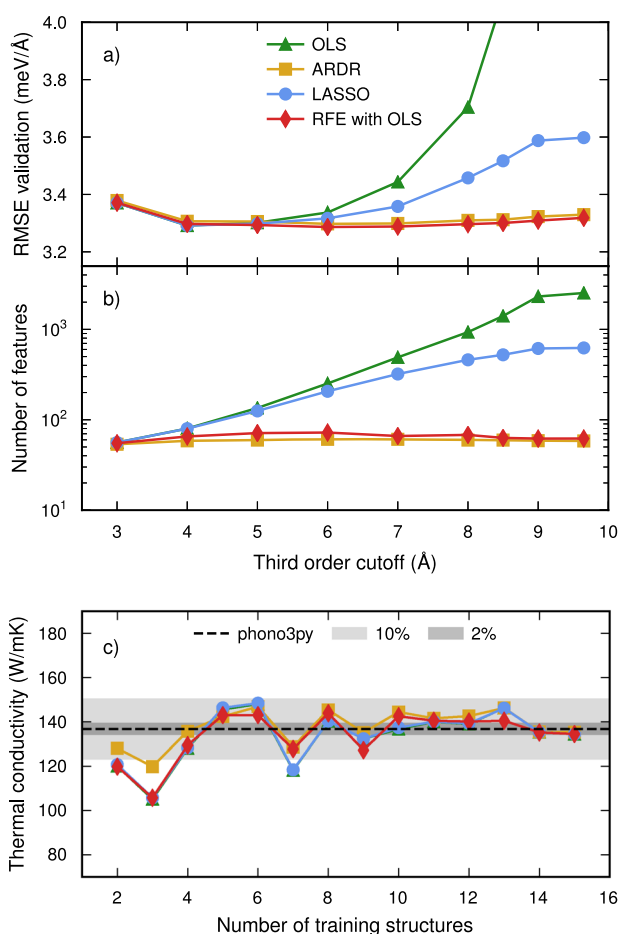 a)
OLS
ARDR
LASSO
RFE with OLS
RMSE validation (meV/Å)
4.0
3.8
3.6
3.4
3.2
b)
Number of features
10³
10²
10¹
3 4 5 6 7 8 9 10
Third order cutoff (Å)
c)
phono3py 10% 2%
Thermal conductivity (W/mK)
180
160
140
120
100
80
2 4 6 8 10 12 14 16
Number of training structures